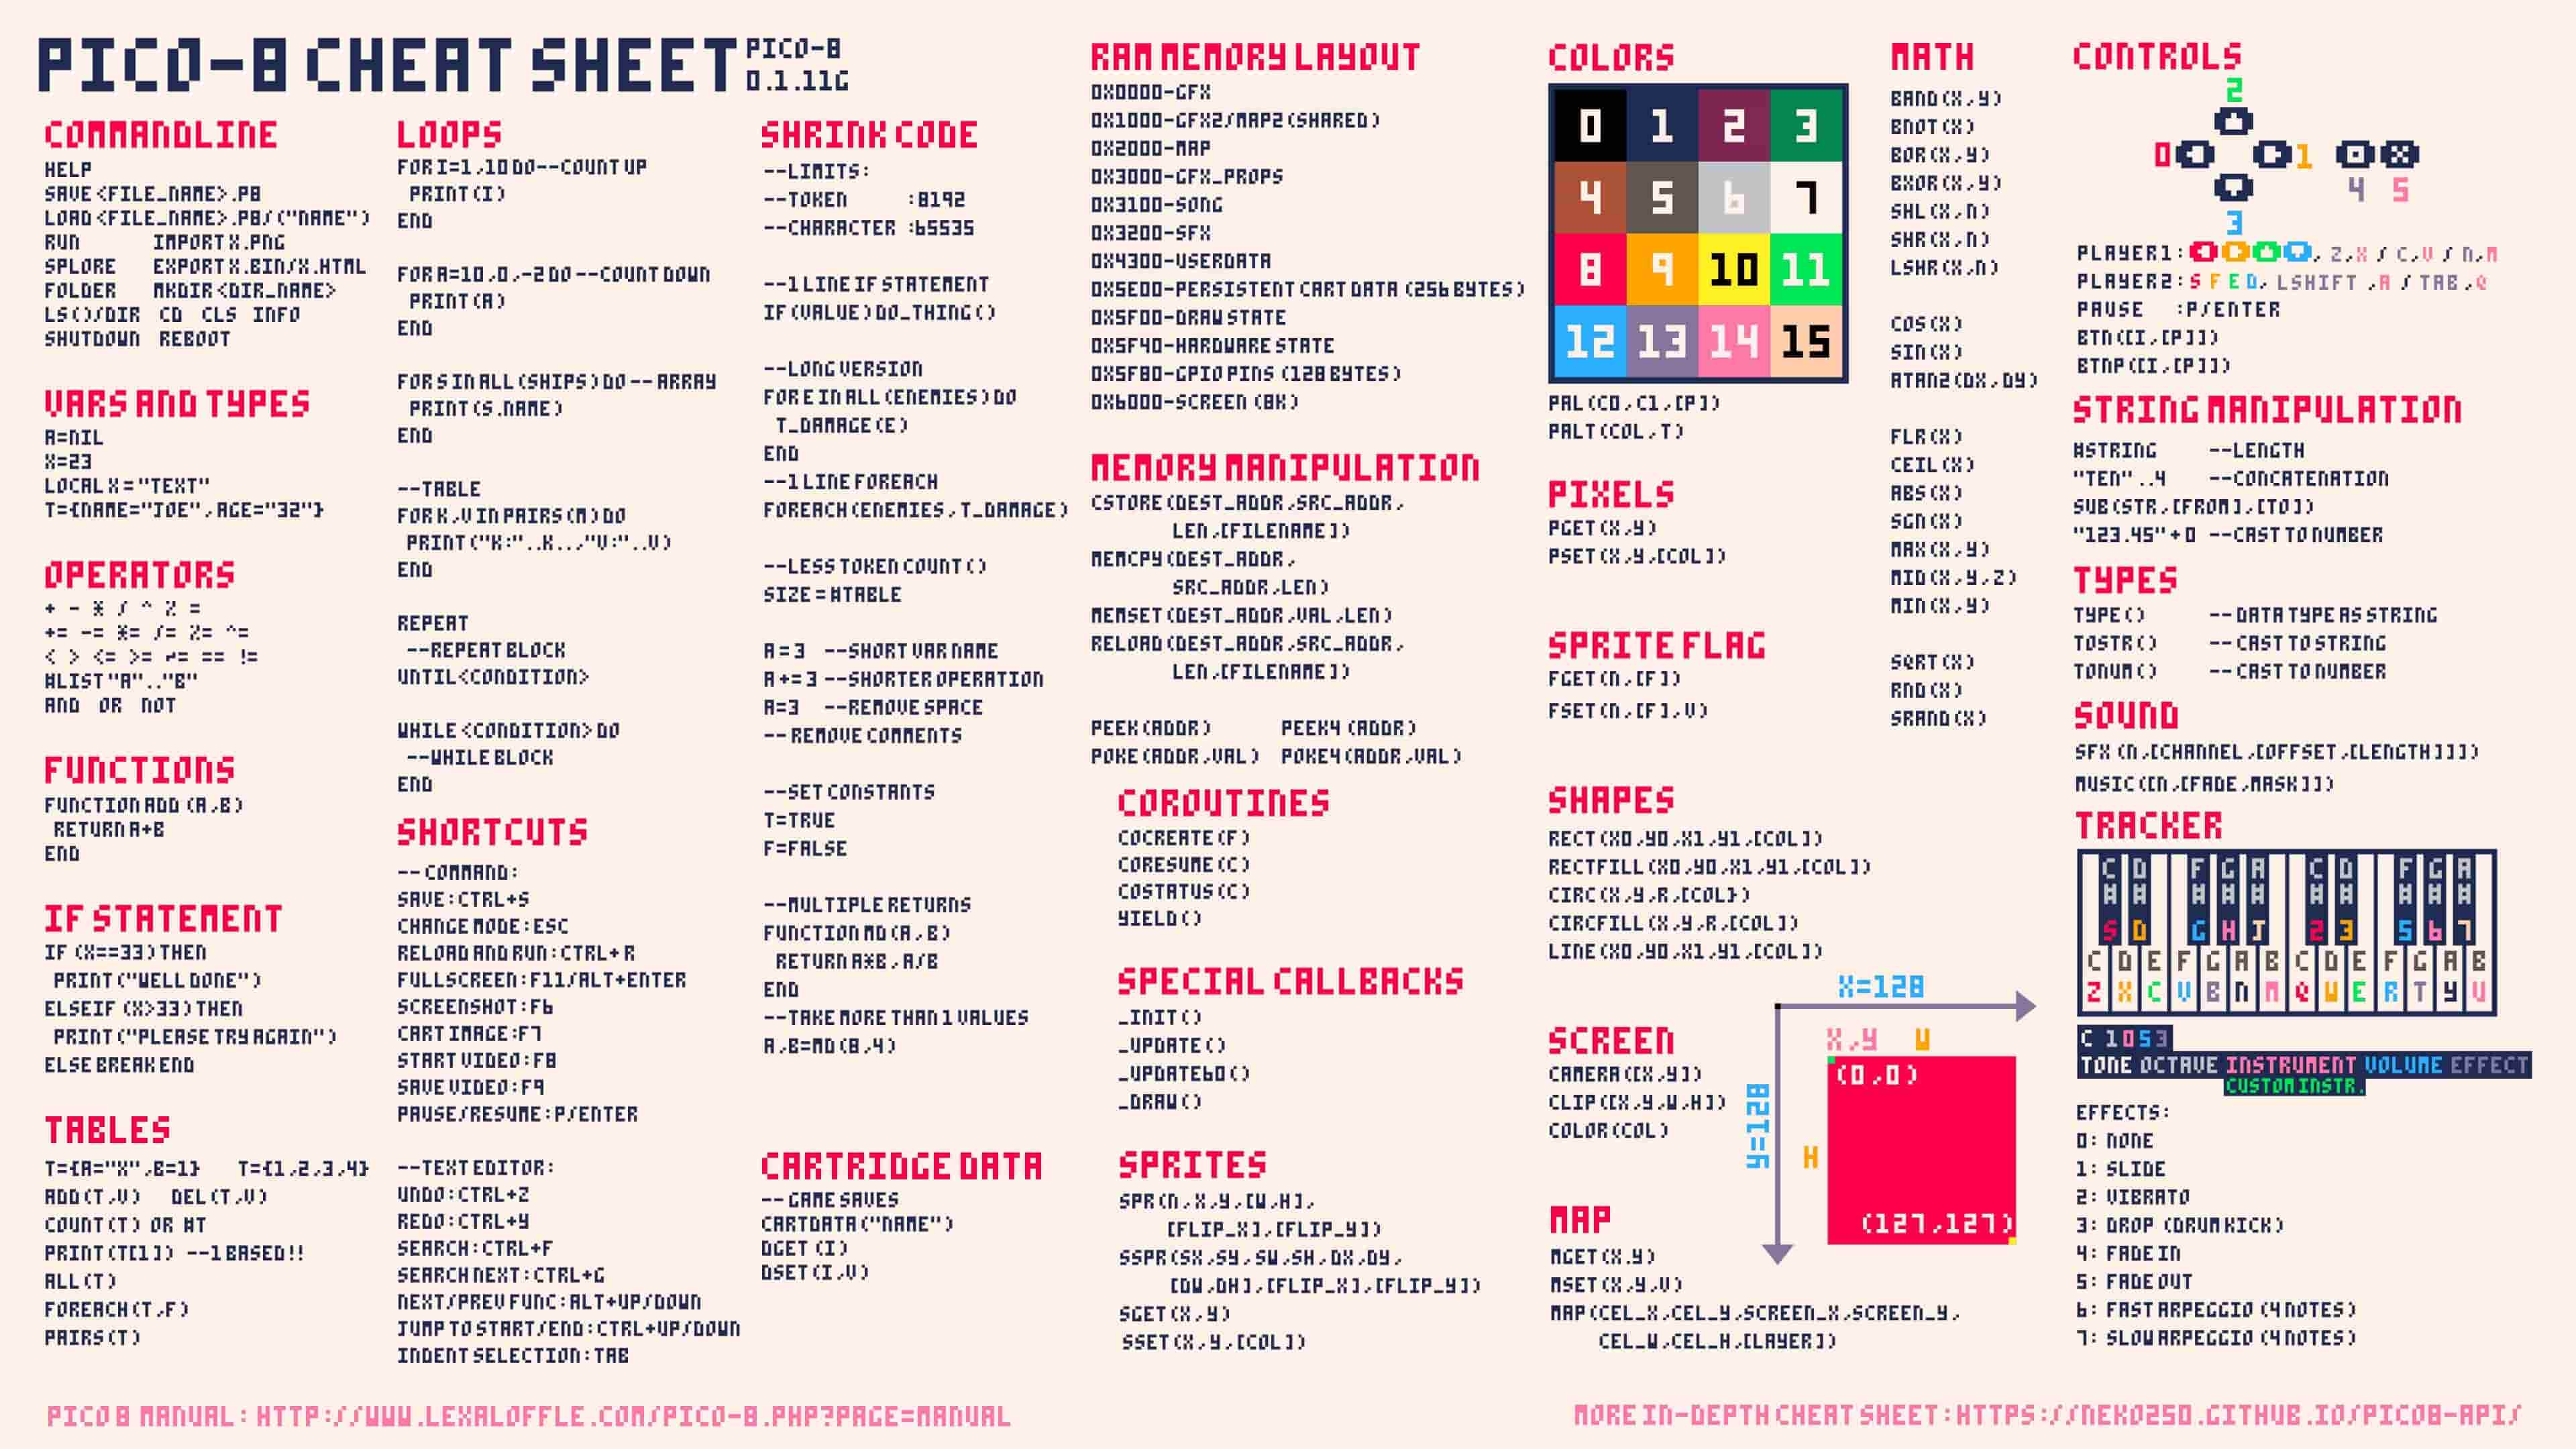 PICO-8 CHEAT SHEET
PICO-8
0.1.11G
COMMANDLINE
HELP
SAVE <FILE_NAME>.P8
LOAD <FILE_NAME>.P8/("NAME")
RUN IMPORT X.PNG
SPLORE EXPORT X.BIN/X.HTML
FOLDER MKDIR <DIR_NAME>
LS()/DIR CD CLS INFO
SHUTDOWN REBOOT
VARS AND TYPES
A=NIL
X=23
LOCAL X = "TEXT"
T={NAME="JOE",AGE="32"}
OPERATORS
+ - * / ^ % =
+= -= *= /= %= ^=
< > <= >= ~= == !=
#LIST "A".."B"
AND OR NOT
FUNCTIONS
FUNCTION ADD (A,B)
RETURN A+B
END
IF STATEMENT
IF (X==33) THEN
PRINT ("WELL DONE")
ELSEIF (X>33) THEN
PRINT ("PLEASE TRY AGAIN")
ELSE BREAK END
TABLES
T={A="X",B=1} T={1,2,3,4}
ADD(T,V) DEL(T,V)
COUNT(T) OR #T
PRINT(T[1]) --1 BASED!!
ALL(T)
FOREACH(T,F)
PAIRS(T)
LOOPS
FOR I=1,10 DO--COUNT UP
PRINT(I)
END
FOR A=10,0,-2 DO --COUNT DOWN
PRINT(A)
END
FOR S IN ALL (SHIPS) DO -- ARRAY
PRINT(S.NAME)
END
--TABLE
FOR K,V IN PAIRS(M) DO
PRINT ("K:"..K..,"V:"..V)
END
REPEAT
--REPEAT BLOCK
UNTIL <CONDITION>
WHILE <CONDITION> DO
--WHILE BLOCK
END
SHORTCUTS
-- COMMAND:
SAVE:CTRL+S
CHANGE MODE:ESC
RELOAD AND RUN:CTRL+R
FULLSCREEN:F11/ALT+ENTER
SCREENSHOT:F6
CART IMAGE:F7
START VIDEO:F8
SAVE VIDEO:F9
PAUSE/RESUME:P/ENTER
--TEXT EDITOR:
UNDO:CTRL+Z
REDO:CTRL+Y
SEARCH:CTRL+F
SEARCH NEXT:CTRL+G
NEXT/PREV FUNC:ALT+UP/DOWN
JUMP TO START/END:CTRL+UP/DOWN
INDENT SELECTION:TAB
SHRINK CODE
--LIMITS:
--TOKEN :8192
--CHARACTER :65535
--1 LINE IF STATEMENT
IF (VALUE) DO_THING()
--LONG VERSION
FOR E IN ALL (ENEMIES) DO
T_DAMAGE(E)
END
--1 LINE FOREACH
FOREACH(ENEMIES,T_DAMAGE)
--LESS TOKEN COUNT()
SIZE = #TABLE
A = 3 --SHORT VAR NAME
A += 3 --SHORTER OPERATION
A=3 --REMOVE SPACE
-- REMOVE COMMENTS
--SET CONSTANTS
T=TRUE
F=FALSE
--MULTIPLE RETURNS
FUNCTION MD(A,B)
RETURN A*B,A/B
END
--TAKE MORE THAN 1 VALUES
A,B=MD(8,4)
CARTRIDGE DATA
-- GAME SAVES
CARTDATA("NAME")
DGET (I)
DSET(I,V)
RAM MEMORY LAYOUT
0X0000-GFX
0X1000-GFX2/MAP2(SHARED)
0X2000-MAP
0X3000-GFX_PROPS
0X3100-SONG
0X3200-SFX
0X4300-USERDATA
0X5E00-PERSISTENT CART DATA (256 BYTES)
0X5F00-DRAW STATE
0X5F40-HARDWARE STATE
0X5F80-GPIO PINS (128 BYTES)
0X6000-SCREEN (8K)
MEMORY MANIPULATION
CSTORE(DEST_ADDR,SRC_ADDR,
LEN,[FILENAME])
MEMCPY(DEST_ADDR,
SRC_ADDR,LEN)
MEMSET(DEST_ADDR,VAL,LEN)
RELOAD(DEST_ADDR,SRC_ADDR,
LEN,[FILENAME])
PEEK(ADDR) PEEK4 (ADDR)
POKE(ADDR,VAL) POKE4(ADDR,VAL)
COROUTINES
COCREATE(F)
CORESUME(C)
COSTATUS(C)
YIELD()
SPECIAL CALLBACKS
_INIT()
_UPDATE()
_UPDATE60()
_DRAW()
SPRITES
SPR(N,X,Y,[W,H],
[FLIP_X],[FLIP_Y])
SSPR(SX,SY,SW,SH,DX,DY,
[DW,DH],[FLIP_X],[FLIP_Y])
SGET(X,Y)
SSET(X,Y,[COL])
COLORS
0 1 2 3
4 5 6 7
8 9 10 11
12 13 14 15
PAL(C0,C1,[P])
PALT(COL,T)
PIXELS
PGET(X,Y)
PSET(X,Y,[COL])
SPRITE FLAG
FGET(N,[F])
FSET(N,[F],V)
SHAPES
RECT(X0,Y0,X1,Y1,[COL])
RECTFILL(X0,Y0,X1,Y1,[COL])
CIRC(X,Y,R,[COL})
CIRCFILL(X,Y,R,[COL])
LINE(X0,Y0,X1,Y1,[COL])
SCREEN
CAMERA([X,Y])
CLIP([X,Y,W,H])
COLOR(COL)
X=128
Y=128
X,Y W
H
(0,0)
(127,127)
MAP
MGET(X.Y)
MSET(X,Y,V)
MAP(CEL_X,CEL_Y,SCREEN_X,SCREEN_Y,
CEL_W,CEL_H,[LAYER])
MATH
BAND(X,Y)
BNOT(X)
BOR(X,Y)
BXOR(X,Y)
SHL(X,N)
SHR(X,N)
LSHR(X,N)
COS(X)
SIN(X)
ATAN2(DX,DY)
FLR(X)
CEIL(X)
ABS(X)
SGN(X)
MAX(X,Y)
MID(X,Y,Z)
MIN(X,Y)
SQRT(X)
RND(X)
SRAND(X)
CONTROLS
2
0 1
4 5
3
PLAYER1: , Z,X / C,V / N,M
PLAYER2: S F E D, LSHIFT ,A / TAB ,Q
PAUSE :P/ENTER
BTN([I,[P]])
BTNP([I,[P]])
STRING MANIPULATION
#STRING --LENGTH
"TEN"..4 --CONCATENATION
SUB(STR,[FROM],[TO])
"123.45"+0 --CAST TO NUMBER
TYPES
TYPE() -- DATA TYPE AS STRING
TOSTR() -- CAST TO STRING
TONUM() -- CAST TO NUMBER
SOUND
SFX (N,[CHANNEL,[OFFSET,[LENGTH]]])
MUSIC([N,[FADE,MASK]])
TRACKER
C D F G A C D F G A
# # # # # # # # # #
S D G H J 2 3 5 6 7
C D E F G A B C D E F G A B
Z X C V B N M Q W E R T Y U
C 1053
TONE OCTAVE INSTRUMENT VOLUME EFFECT
CUSTOM INSTR.
EFFECTS:
0: NONE
1: SLIDE
2: VIBRATO
3: DROP (DRUM KICK)
4: FADE IN
5: FADE OUT
6: FAST ARPEGGIO (4 NOTES)
7: SLOW ARPEGGIO (4 NOTES)
PICO 8 MANUAL: HTTP://WWW.LEXALOFFLE.COM/PICO-8.PHP?PAGE=MANUAL
MORE IN-DEPTH CHEAT SHEET:HTTPS://NEKO250.GITHUB.IO/PICO8-API/